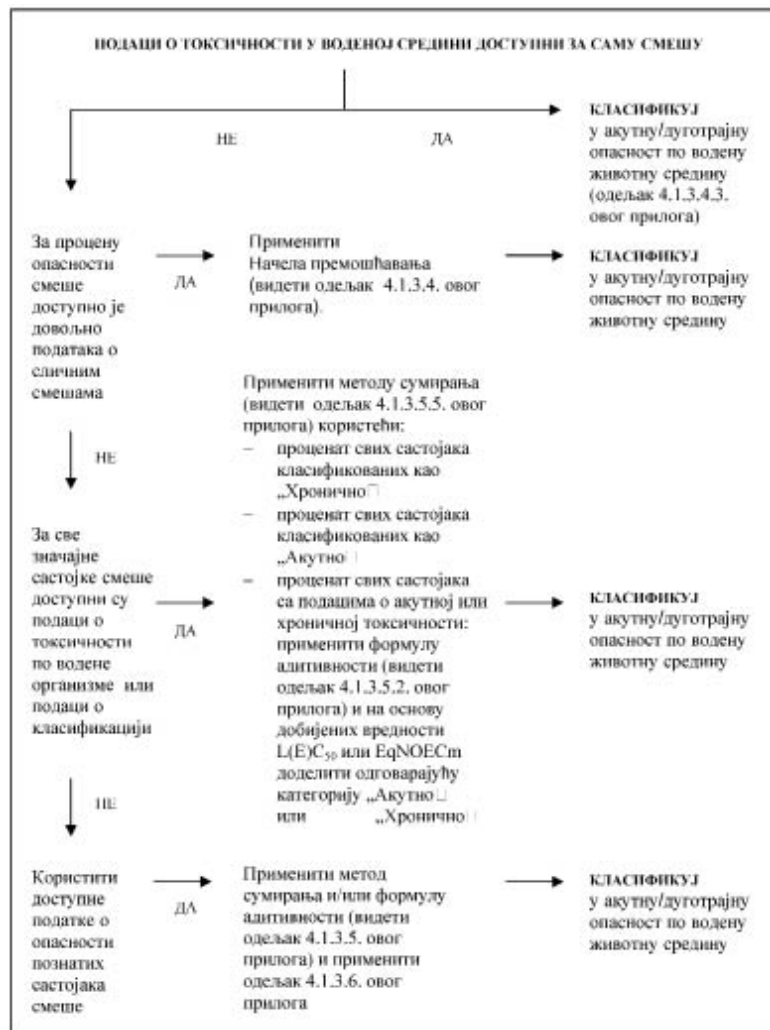 ПОДАЦИ О ТОКСИЧНОСТИ У ВОДЕНОЈ СРЕДИНИ ДОСТУПНИ ЗА САМУ СМЕШУ
НЕ
ДА
КЛАСИФИКУЈ
у акутну/дуготрајну
опасност по водену
животну средину
(одељак 4.1.3.4.3.
овог прилога)
За процену
опасности
смеше
доступно је
довољно
података о
сличним
смешама
ДА
Применити
Начела премошћавања
(видети одељак 4.1.3.4. овог
прилога).
КЛАСИФИКУЈ
у акутну/дуготрајну
опасност по водену
животну средину
НЕ
Применити методу сумирања
(видети одељак 4.1.3.5.5. овог
прилога) користећи:
– проценат свих састојака
класификованих као
„Хронично□
– проценат свих састојака
класификованих као
„Акутно□
– проценат свих састојака
са подацима о акутној или
хроничној токсичности:
применити формулу
адитивности (видети
одељак 4.1.3.5.2. овог
прилога) и на основу
добијених вредности
L(E)C₅₀ или EqNOECm
доделити одговарајућу
категорију „Акутно□
или „Хронично□
За све
значајне
састојке смеше
доступни су
подаци о
токсичности
по водене
организме или
подаци о
класификацији
ДА
КЛАСИФИКУЈ
у акутну/дуготрајну
опасност по водену
животну средину
НЕ
Користити
доступне
податке о
опасности
познатих
састојака
смеше
ДА
Применити метод
сумирања и/или формулу
адитивности (видети
одељак 4.1.3.5. овог
прилога) и применити
одељак 4.1.3.6. овог
прилога
КЛАСИФИКУЈ
у акутну/дуготрајну
опасност по водену
животну средину